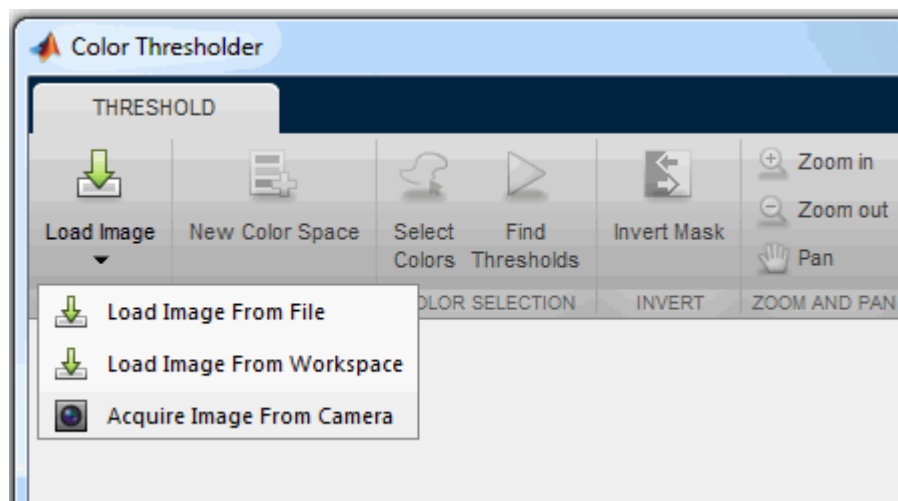 Color Thresholder
THRESHOLD
Load Image
New Color Space
Select
Colors
Find
Thresholds
Invert Mask
Zoom in
Zoom out
Pan
OLOR SELECTION
INVERT
ZOOM AND PAN
Load Image From File
Load Image From Workspace
Acquire Image From Camera